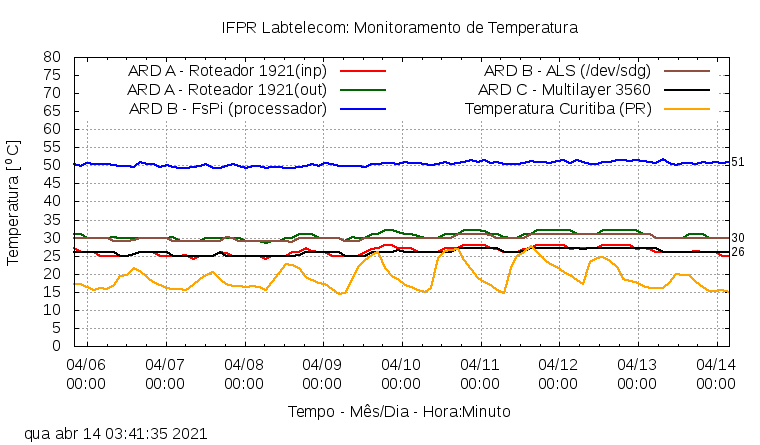 IFPR Labtelecom: Monitoramento de Temperatura
ARD A - Roteador 1921(inp)
ARD A - Roteador 1921(out)
ARD B - FsPi (processador)
ARD B - ALS (/dev/sdg)
ARD C - Multilayer 3560
Temperatura Curitiba (PR)
Temperatura [ºC]
80
75
70
65
60
55
50
45
40
35
30
25
20
15
10
5
0
51
30
26
04/06 04/07 04/08 04/09 04/10 04/11 04/12 04/13 04/14
00:00 00:00 00:00 00:00 00:00 00:00 00:00 00:00 00:00
Tempo - Mês/Dia - Hora:Minuto
qua abr 14 03:41:35 2021